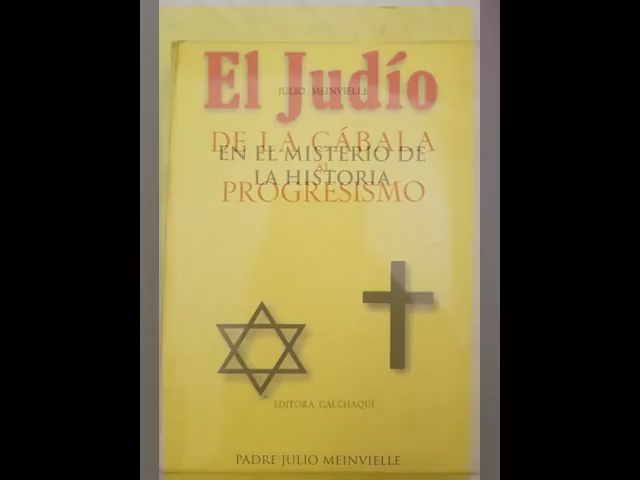 El Judío
JULIO MEINVIELLE
DE LA CÁBALA
EN EL MISTERIO DE
AL
LA HISTORIA
PROGRESISMO
EDITORA CALCHAQUÍ
PADRE JULIO MEINVIELLE